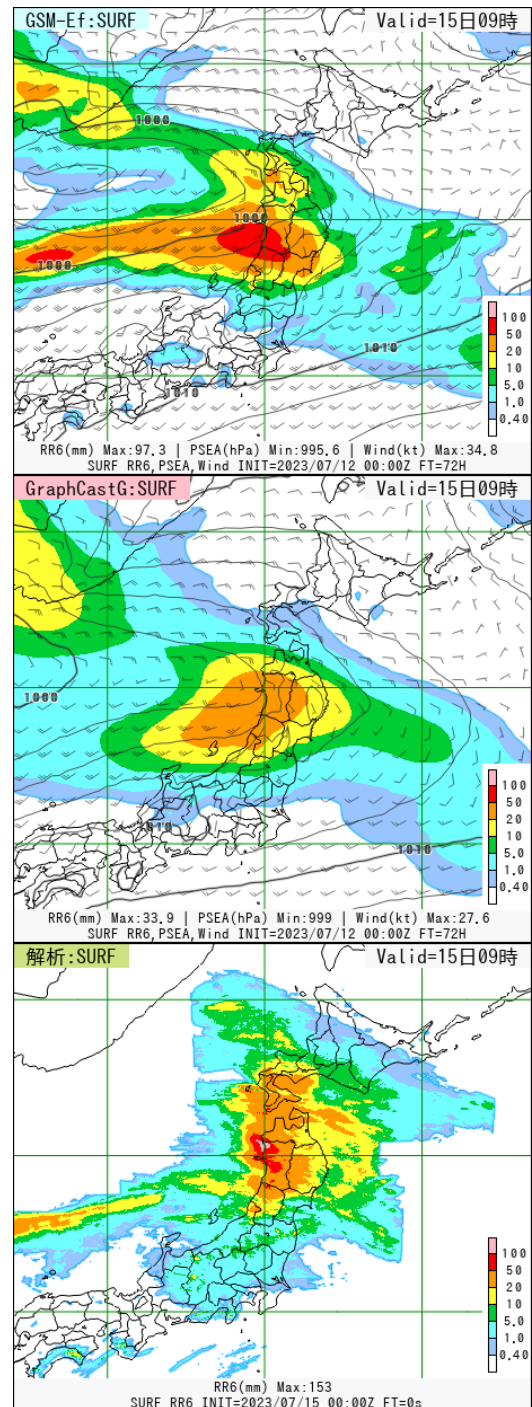 GSM-Ef:SURF
Valid=15日09時
1000
1000
1000
1010
1010
100
50
20
10
5.0
1.0
0.40
RR6(mm) Max:97.3 | PSEA(hPa) Min:995.6 | Wind(kt) Max:34.8
SURF RR6,PSEA,Wind INIT=2023/07/12 00:00Z FT=72H
GraphCastG:SURF
Valid=15日09時
1000
1010
1010
100
50
20
10
5.0
1.0
0.40
RR6(mm) Max:33.9 | PSEA(hPa) Min:999 | Wind(kt) Max:27.6
SURF RR6,PSEA,Wind INIT=2023/07/12 00:00Z FT=72H
解析:SURF
Valid=15日09時
100
50
20
10
5.0
1.0
0.40
RR6(mm) Max:153
SURF RR6 INIT=2023/07/15 00:00Z FT=0s